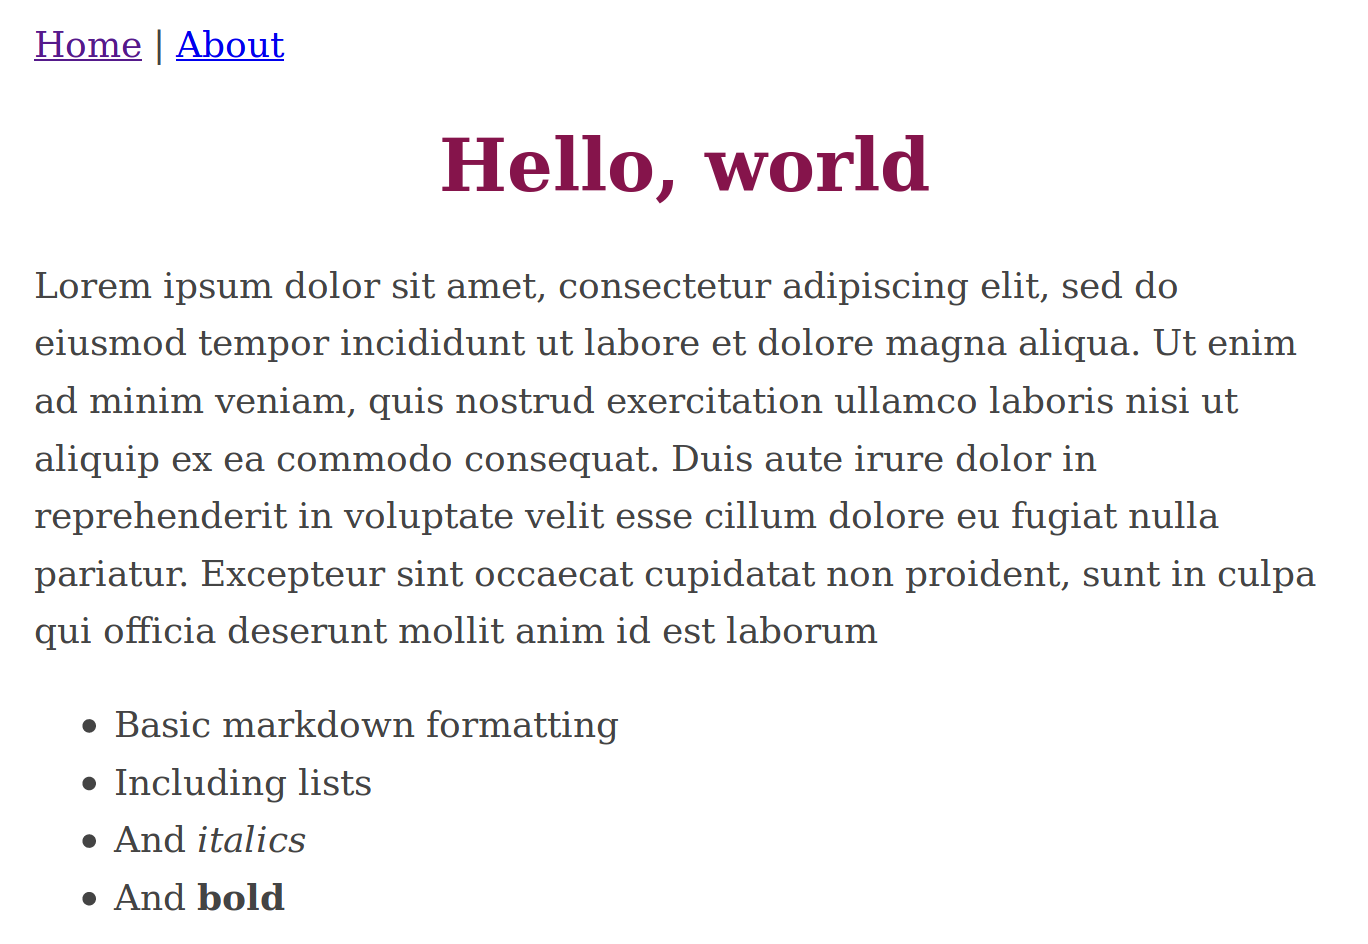 Home | About
Hello, world
Lorem ipsum dolor sit amet, consectetur adipiscing elit, sed do
eiusmod tempor incididunt ut labore et dolore magna aliqua. Ut enim
ad minim veniam, quis nostrud exercitation ullamco laboris nisi ut
aliquip ex ea commodo consequat. Duis aute irure dolor in
reprehenderit in voluptate velit esse cillum dolore eu fugiat nulla
pariatur. Excepteur sint occaecat cupidatat non proident, sunt in culpa
qui officia deserunt mollit anim id est laborum
• Basic markdown formatting
• Including lists
• And italics
• And bold